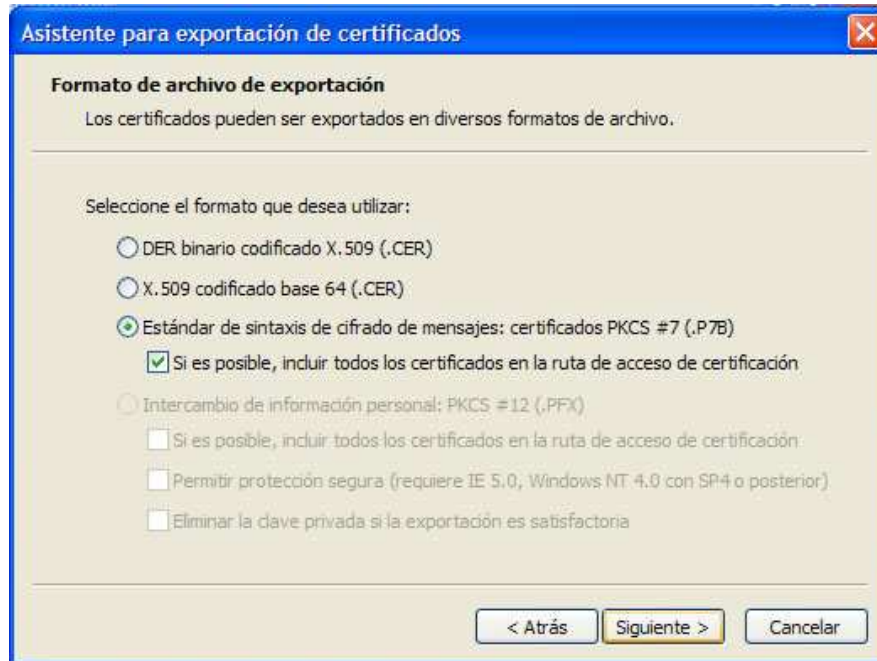 Asistente para exportación de certificados
Formato de archivo de exportación
Los certificados pueden ser exportados en diversos formatos de archivo.
Seleccione el formato que desea utilizar:
DER binario codificado X.509 (.CER)
X.509 codificado base 64 (.CER)
Estándar de sintaxis de cifrado de mensajes: certificados PKCS #7 (.P7B)
Si es posible, incluir todos los certificados en la ruta de acceso de certificación
Intercambio de información personal: PKCS #12 (.PFX)
Si es posible, incluir todos los certificados en la ruta de acceso de certificación
Permitir protección segura (requiere IE 5.0, Windows NT 4.0 con SP4 o posterior)
Eliminar la clave privada si la exportación es satisfactoria
< Atrás Siguiente > Cancelar